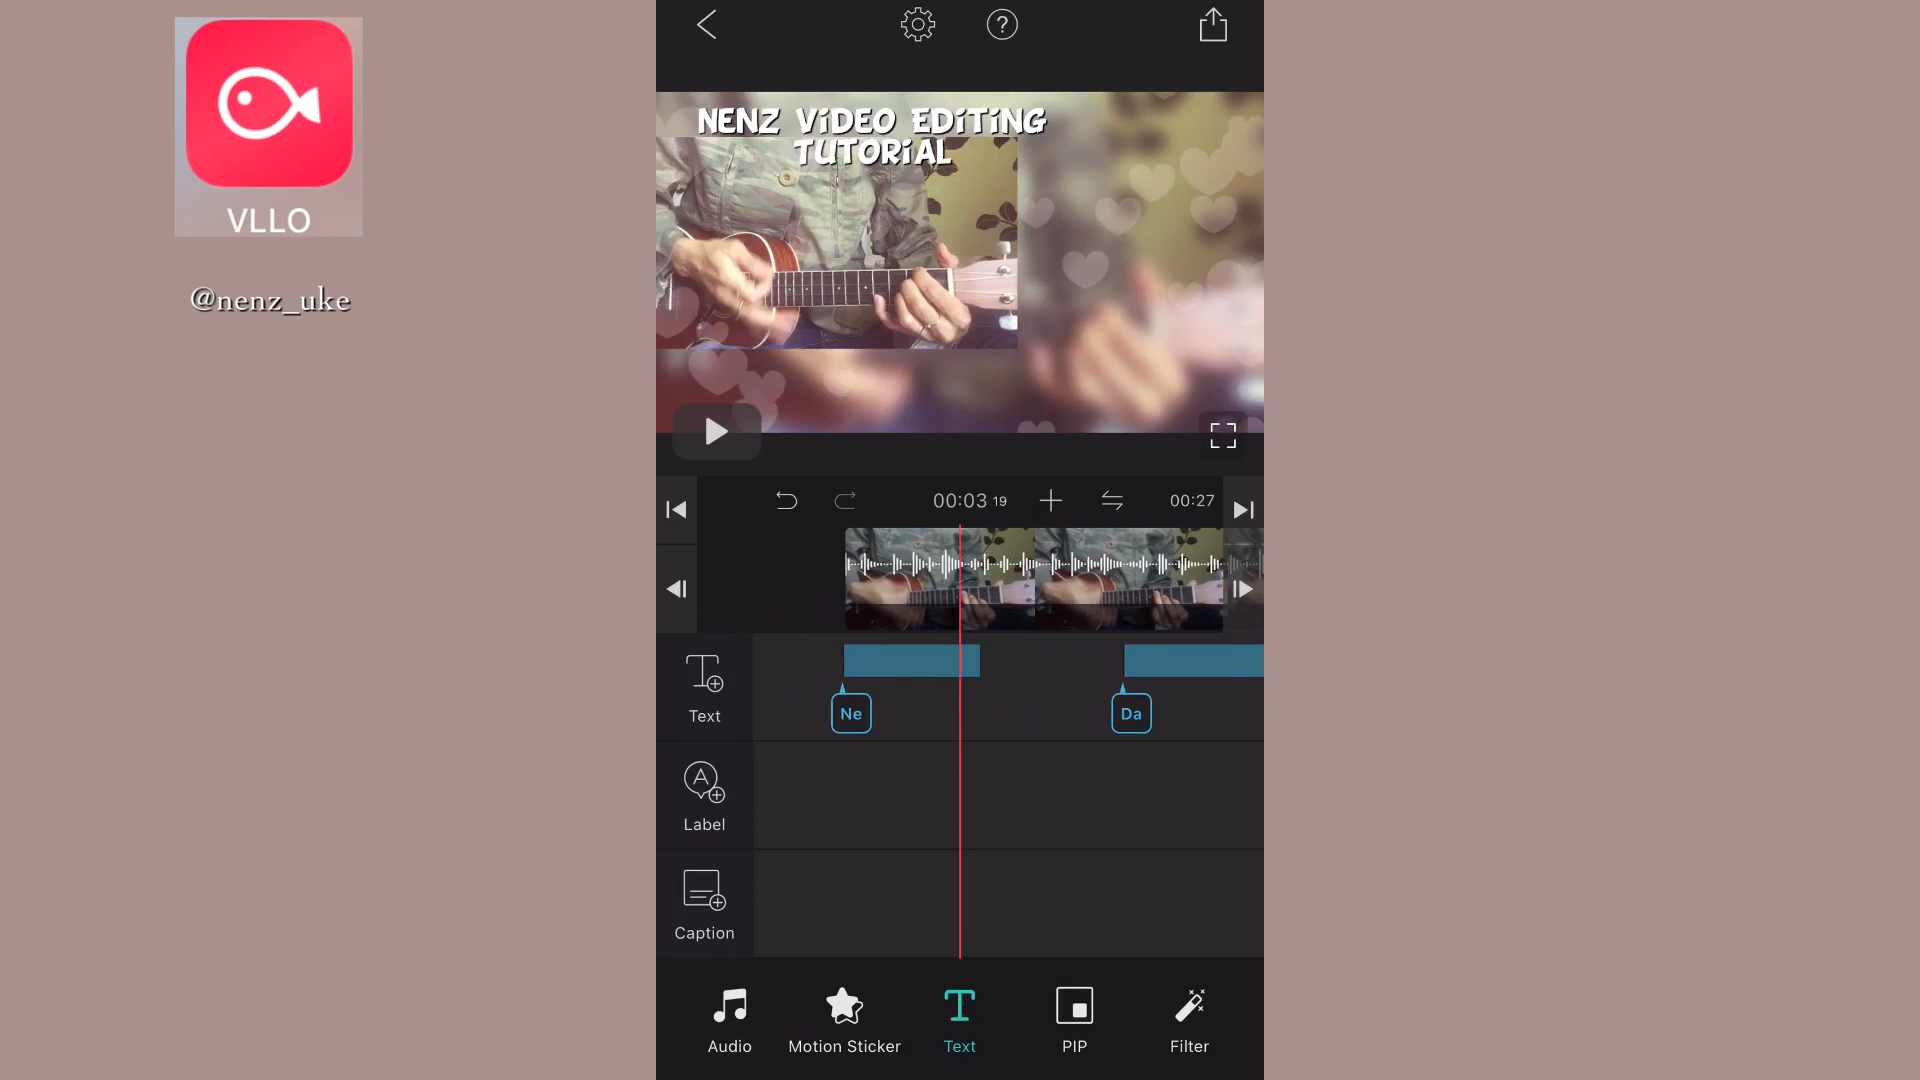 VLLO
@nenz_uke
NENZ ViDEO EDiTiNG
TUTORiAL
00:03 19
00:27
Text
Ne
Da
A
Label
Caption
Audio
Motion Sticker
Text
PIP
Filter